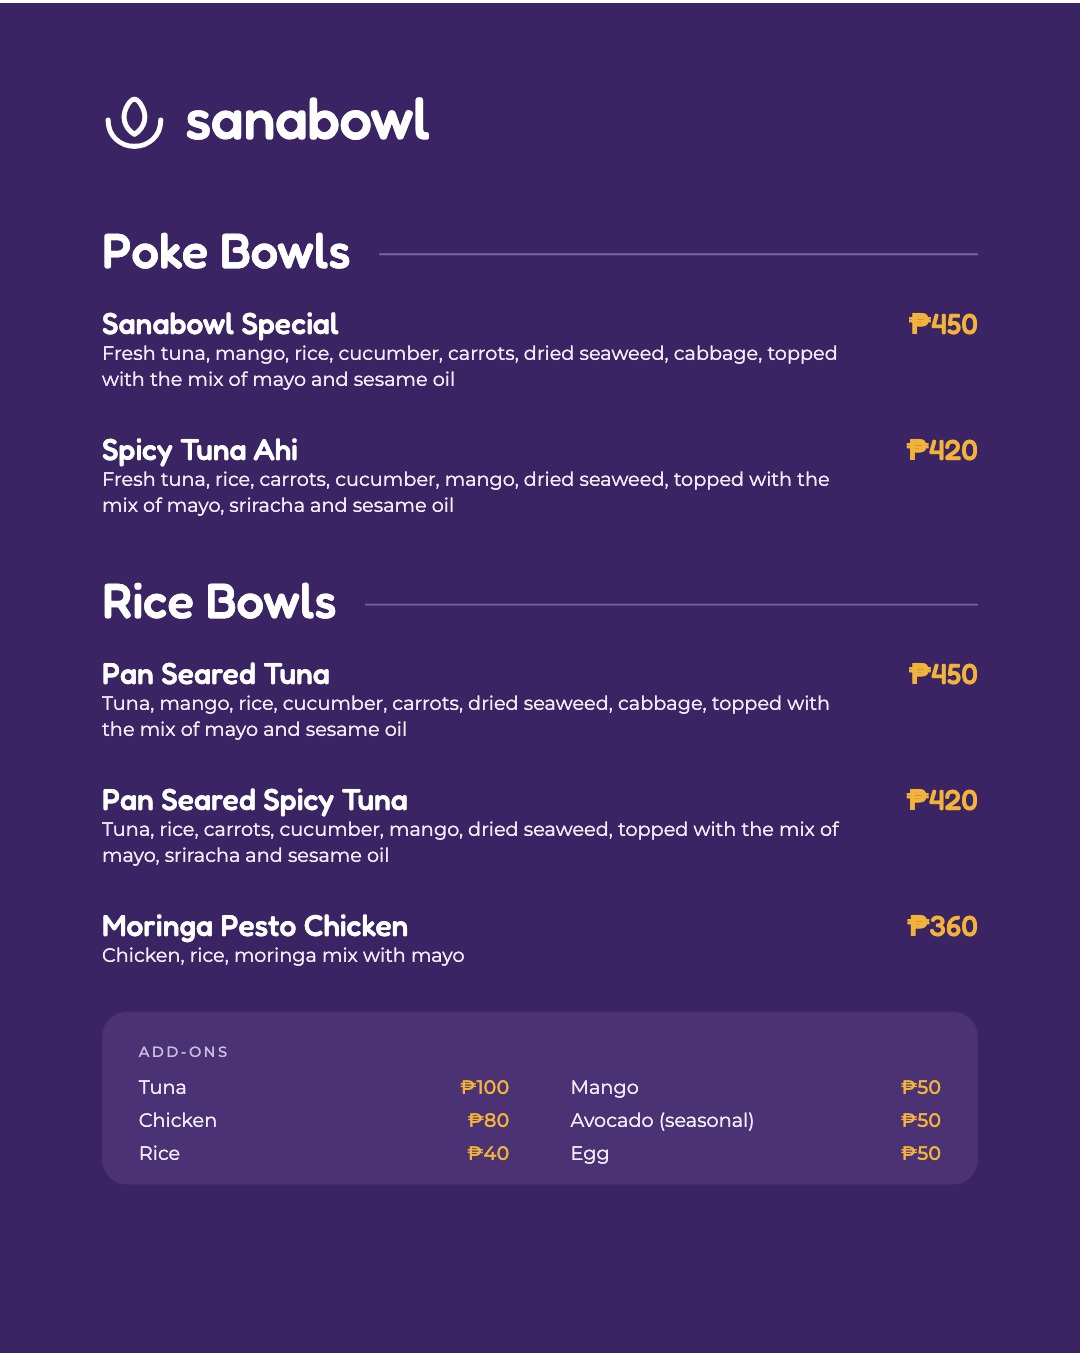 sanabowl
Poke Bowls
Sanabowl Special ₱450
Fresh tuna, mango, rice, cucumber, carrots, dried seaweed, cabbage, topped
with the mix of mayo and sesame oil
Spicy Tuna Ahi ₱420
Fresh tuna, rice, carrots, cucumber, mango, dried seaweed, topped with the
mix of mayo, sriracha and sesame oil
Rice Bowls
Pan Seared Tuna ₱450
Tuna, mango, rice, cucumber, carrots, dried seaweed, cabbage, topped with
the mix of mayo and sesame oil
Pan Seared Spicy Tuna ₱420
Tuna, rice, carrots, cucumber, mango, dried seaweed, topped with the mix of
mayo, sriracha and sesame oil
Moringa Pesto Chicken ₱360
Chicken, rice, moringa mix with mayo
ADD-ONS
Tuna ₱100 Mango ₱50
Chicken ₱80 Avocado (seasonal) ₱50
Rice ₱40 Egg ₱50